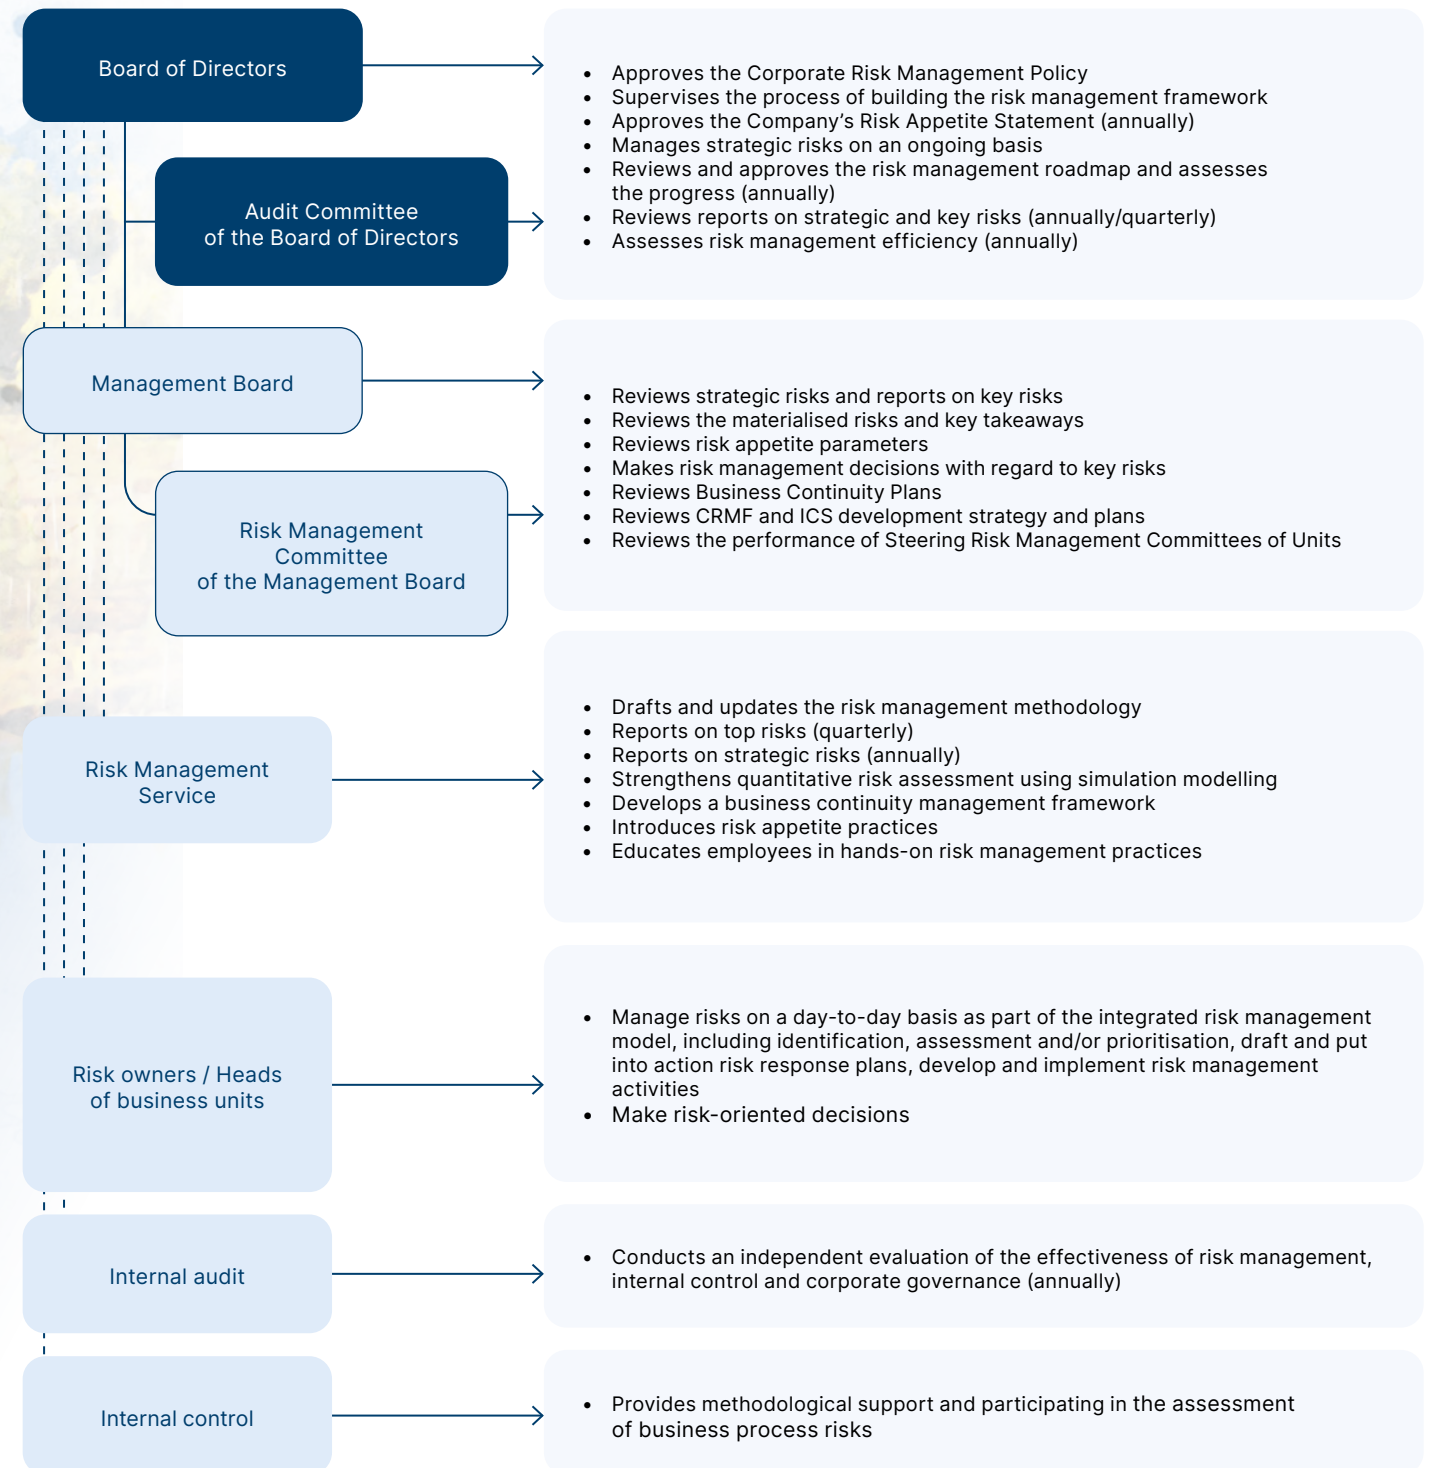 Board of Directors
• Approves the Corporate Risk Management Policy
• Supervises the process of building the risk management framework
• Approves the Company’s Risk Appetite Statement (annually)
• Manages strategic risks on an ongoing basis
• Reviews and approves the risk management roadmap and assesses
the progress (annually)
• Reviews reports on strategic and key risks (annually/quarterly)
• Assesses risk management efficiency (annually)
Audit Committee
of the Board of Directors
Management Board
• Reviews strategic risks and reports on key risks
• Reviews the materialised risks and key takeaways
• Reviews risk appetite parameters
• Makes risk management decisions with regard to key risks
• Reviews Business Continuity Plans
• Reviews CRMF and ICS development strategy and plans
• Reviews the performance of Steering Risk Management Committees of Units
Risk Management
Committee
of the Management Board
Risk Management
Service
• Drafts and updates the risk management methodology
• Reports on top risks (quarterly)
• Reports on strategic risks (annually)
• Strengthens quantitative risk assessment using simulation modelling
• Develops a business continuity management framework
• Introduces risk appetite practices
• Educates employees in hands-on risk management practices
Risk owners / Heads
of business units
• Manage risks on a day-to-day basis as part of the integrated risk management
model, including identification, assessment and/or prioritisation, draft and put
into action risk response plans, develop and implement risk management
activities
• Make risk-oriented decisions
Internal audit
• Conducts an independent evaluation of the effectiveness of risk management,
internal control and corporate governance (annually)
Internal control
• Provides methodological support and participating in the assessment
of business process risks